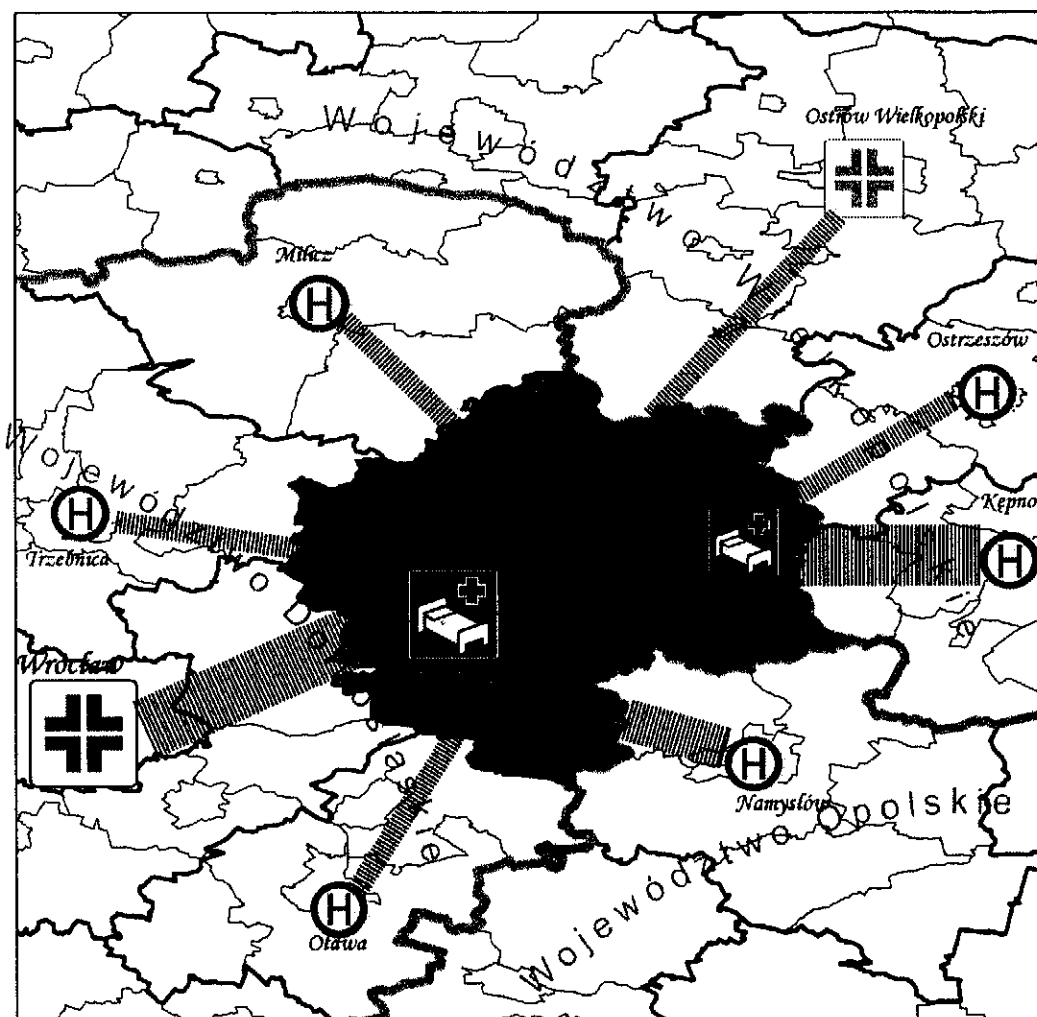 Województwo Wielkopolskie
Ostrów Wielkopolski
Milicz
Ostrzeszów
H
H
Województwo Dolnośląskie
Kępno
H
H
Trzebnica
Wrocław
H
Namysłów
Województwo Opolskie
H
Oława